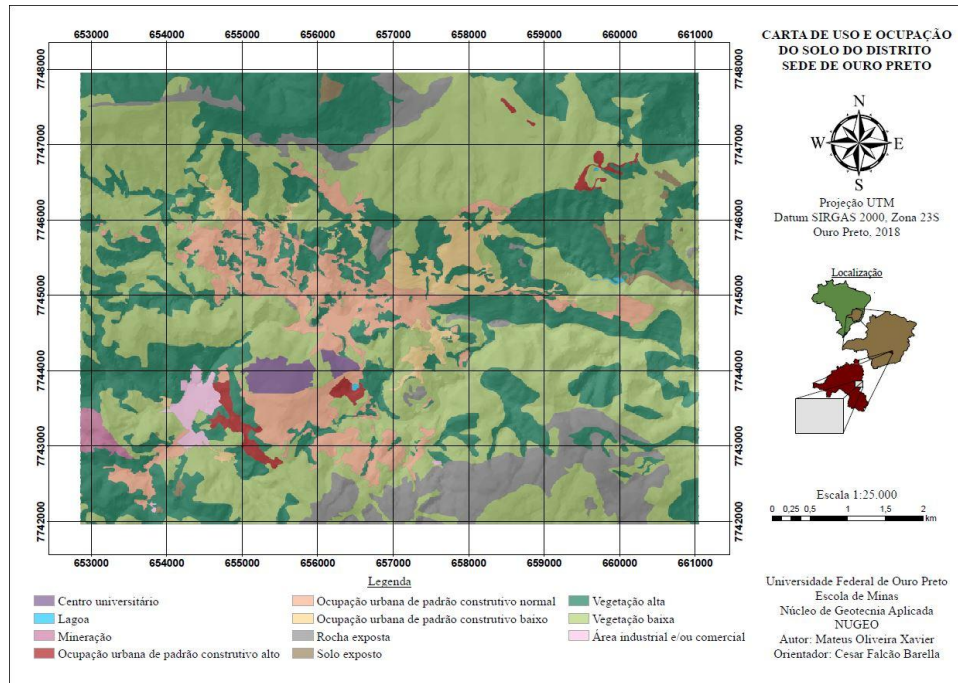 653000 654000 655000 656000 657000 658000 659000 660000 661000
7748000
7747000
7746000
7745000
7744000
7743000
7742000
7748000
7747000
7746000
7745000
7744000
7743000
7742000
653000 654000 655000 656000 657000 658000 659000 660000 661000
CARTA DE USO E OCUPAÇÃO
DO SOLO DO DISTRITO
SEDE DE OURO PRETO
N
W E
S
Projeção UTM
Datum SIRGAS 2000, Zona 23S
Ouro Preto, 2018
Localização
Escala 1:25.000
0 0,25 0,5 1 1,5 2
km
Legenda
Centro universitário
Lagoa
Mineração
Ocupação urbana de padrão construtivo alto
Ocupação urbana de padrão construtivo normal
Ocupação urbana de padrão construtivo baixo
Rocha exposta
Solo exposto
Vegetação alta
Vegetação baixa
Área industrial e/ou comercial
Universidade Federal de Ouro Preto
Escola de Minas
Núcleo de Geotecnia Aplicada
NUGEO
Autor: Mateus Oliveira Xavier
Orientador: Cesar Falcão Barella